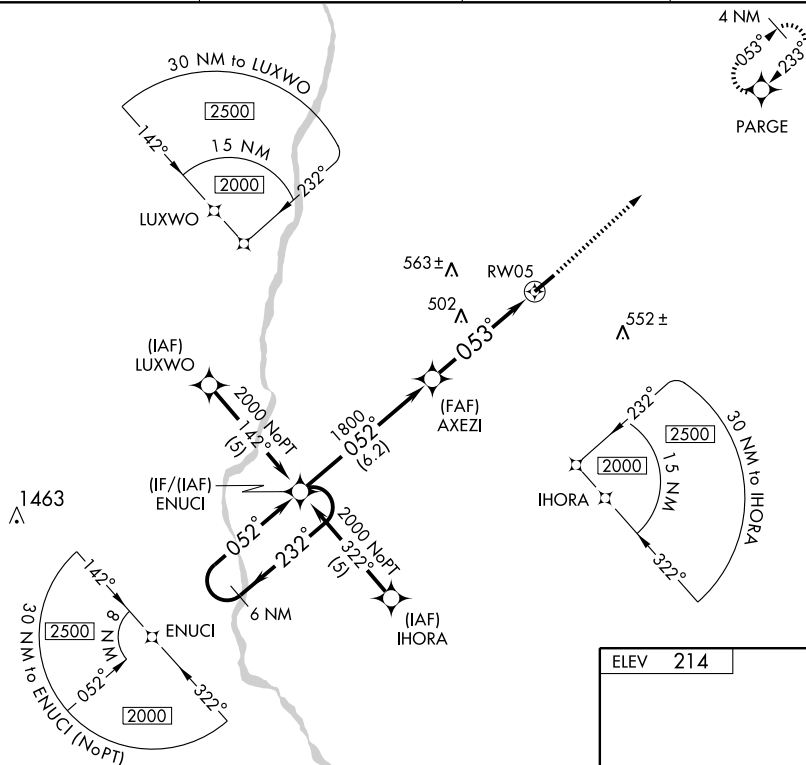 4 NM
053°
233°
PARGE
30 NM to LUXWO
2500
142°
15 NM
2000
232°
LUXWO
563±
RW05
502
552±
053°
(IAF)
LUXWO
2000 NoPT
142°
(5)
(FAF)
AXEZI
1800
052°
(6.2)
232°
2500
30 NM to IHORA
2000
15 NM
IHORA
322°
(IF/(IAF)
ENUCI
1463
052°
232°
2000 NoPT
322°
(5)
6 NM
(IAF)
IHORA
142°
30 NM to ENUCI (NoPT)
2500
8 NM
ENUCI
052°
322°
2000
ELEV 214